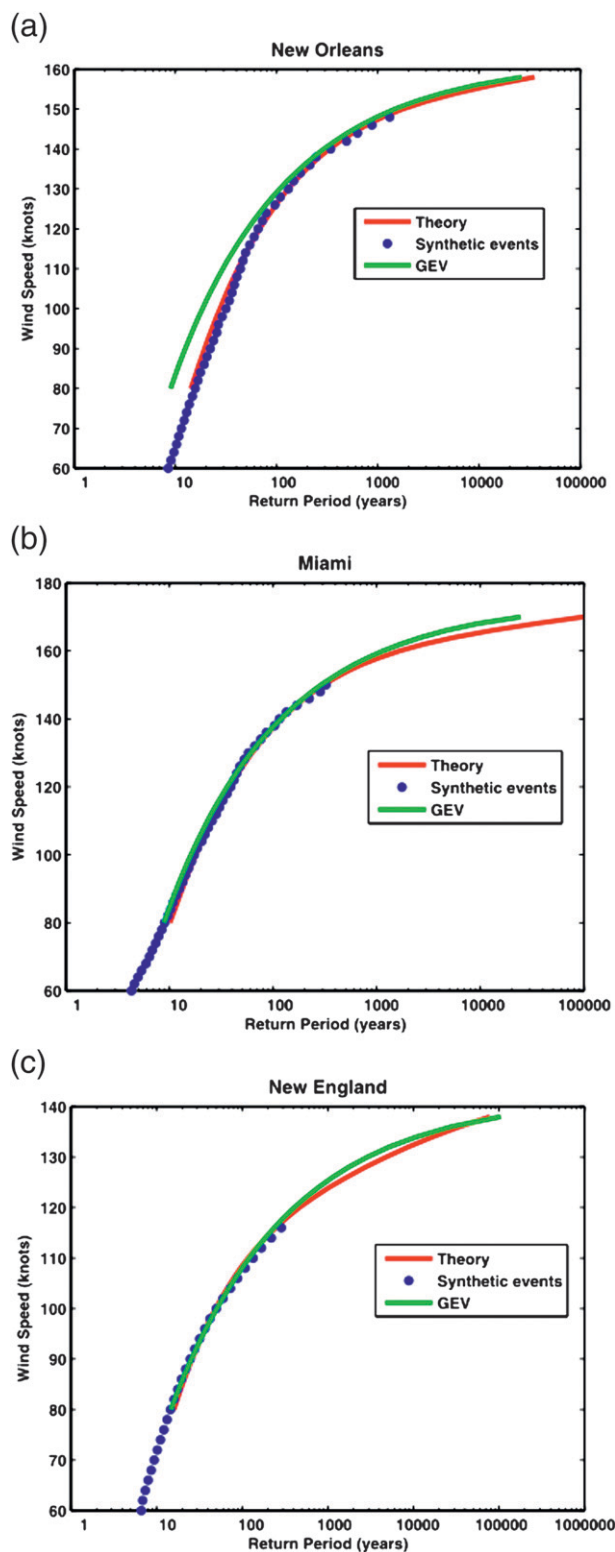 (a)
New Orleans
160
150
140
130
120
110
100
90
80
70
60
Wind Speed (knots)
Theory
Synthetic events
GEV
1 10 100 1000 10000 100000
Return Period (years)
(b)
Miami
180
160
140
120
100
80
60
Wind Speed (knots)
Theory
Synthetic events
GEV
1 10 100 1000 10000 100000
Return Period (years)
(c)
New England
140
130
120
110
100
90
80
70
60
Wind Speed (knots)
Theory
Synthetic events
GEV
1 10 100 1000 10000 100000 1000000
Return Period (years)